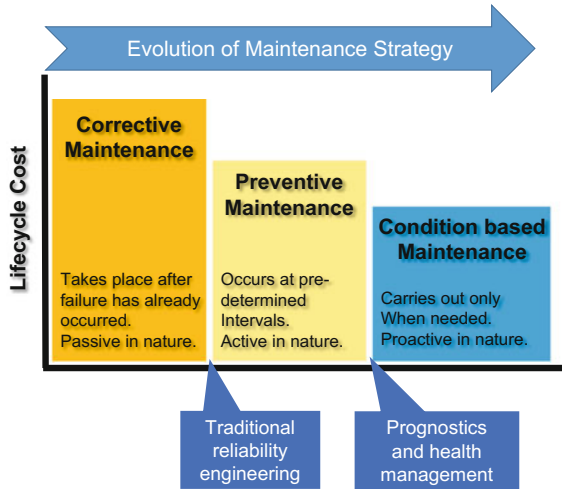 Evolution of Maintenance Strategy
Lifecycle Cost
Corrective
Maintenance
Takes place after
failure has already
occurred.
Passive in nature.
Preventive
Maintenance
Occurs at pre-
determined
Intervals.
Active in nature.
Condition based
Maintenance
Carries out only
When needed.
Proactive in nature.
Traditional
reliability
engineering
Prognostics
and health
management